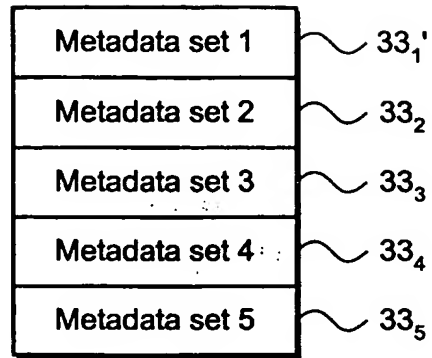 Metadata set 1 33₁'
Metadata set 2 33₂
Metadata set 3 33₃
Metadata set 4 33₄
Metadata set 5 33₅